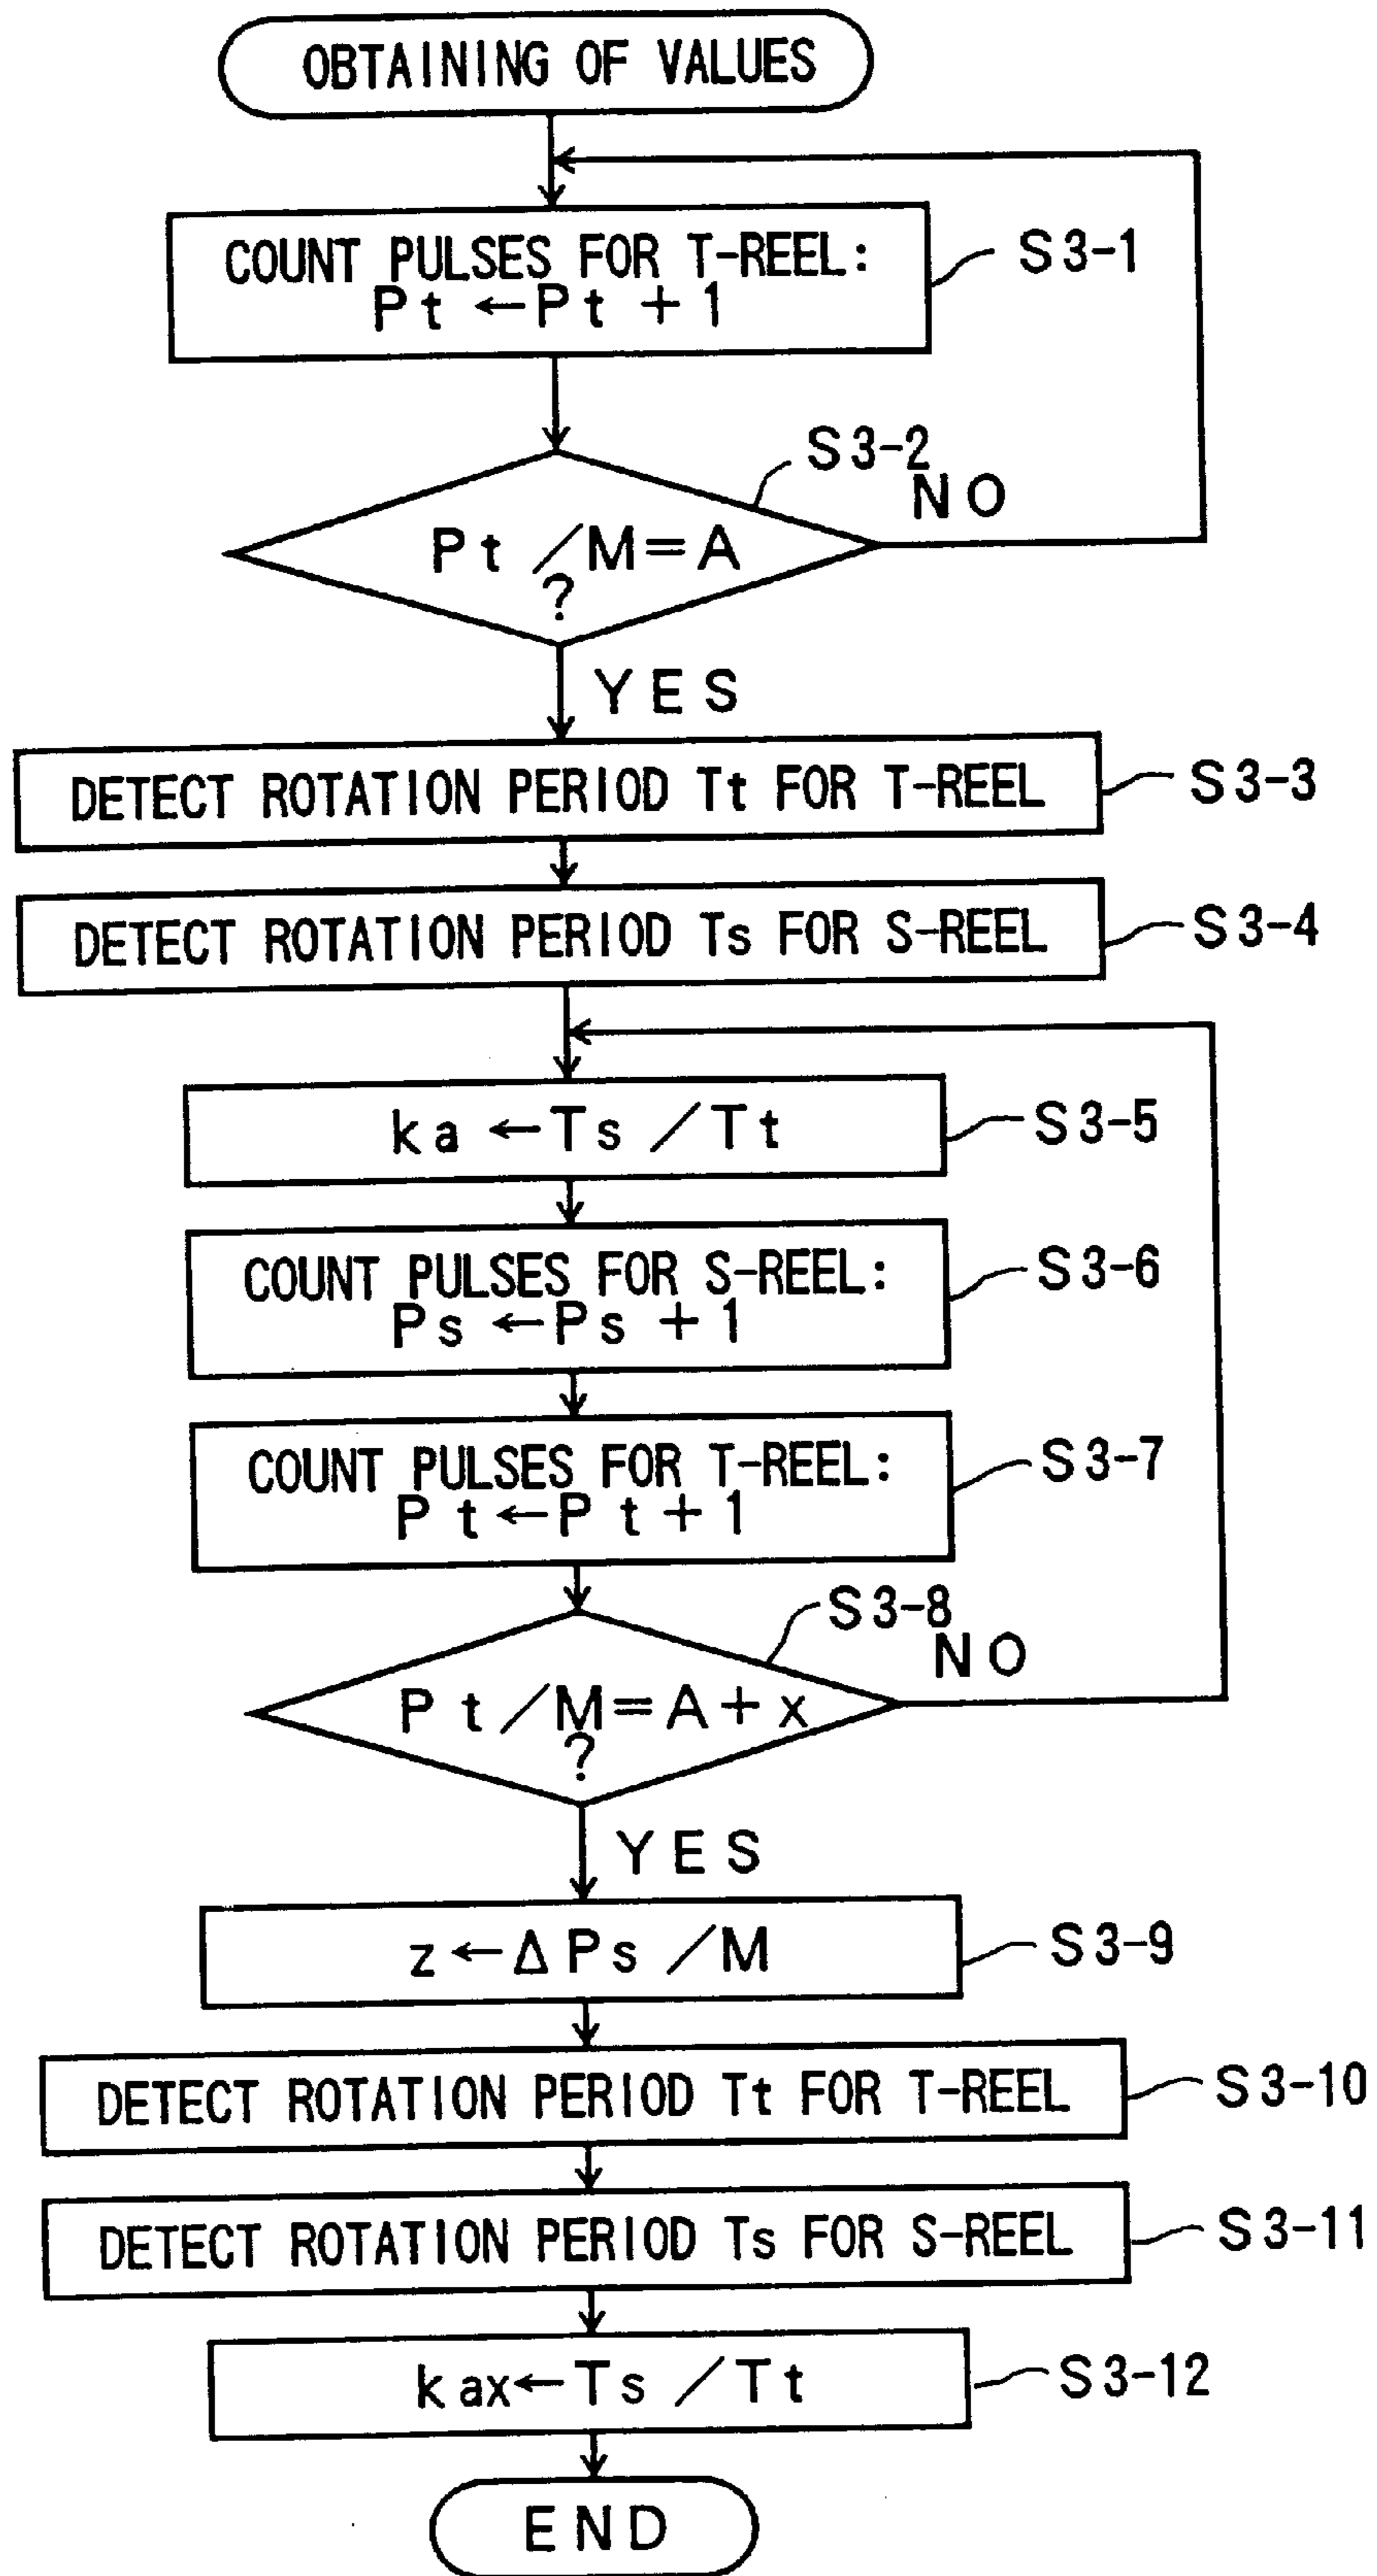 OBTAINING OF VALUES
COUNT PULSES FOR T-REEL:
Pt ← Pt + 1
S3-1
S3-2
NO
Pt / M = A
?
YES
DETECT ROTATION PERIOD Tt FOR T-REEL
S3-3
DETECT ROTATION PERIOD Ts FOR S-REEL
S3-4
ka ← Ts / Tt
S3-5
COUNT PULSES FOR S-REEL:
Ps ← Ps + 1
S3-6
COUNT PULSES FOR T-REEL:
Pt ← Pt + 1
S3-7
S3-8
NO
Pt / M = A + x
?
YES
z ← Δ Ps / M
S3-9
DETECT ROTATION PERIOD Tt FOR T-REEL
S3-10
DETECT ROTATION PERIOD Ts FOR S-REEL
S3-11
kax ← Ts / Tt
S3-12
END